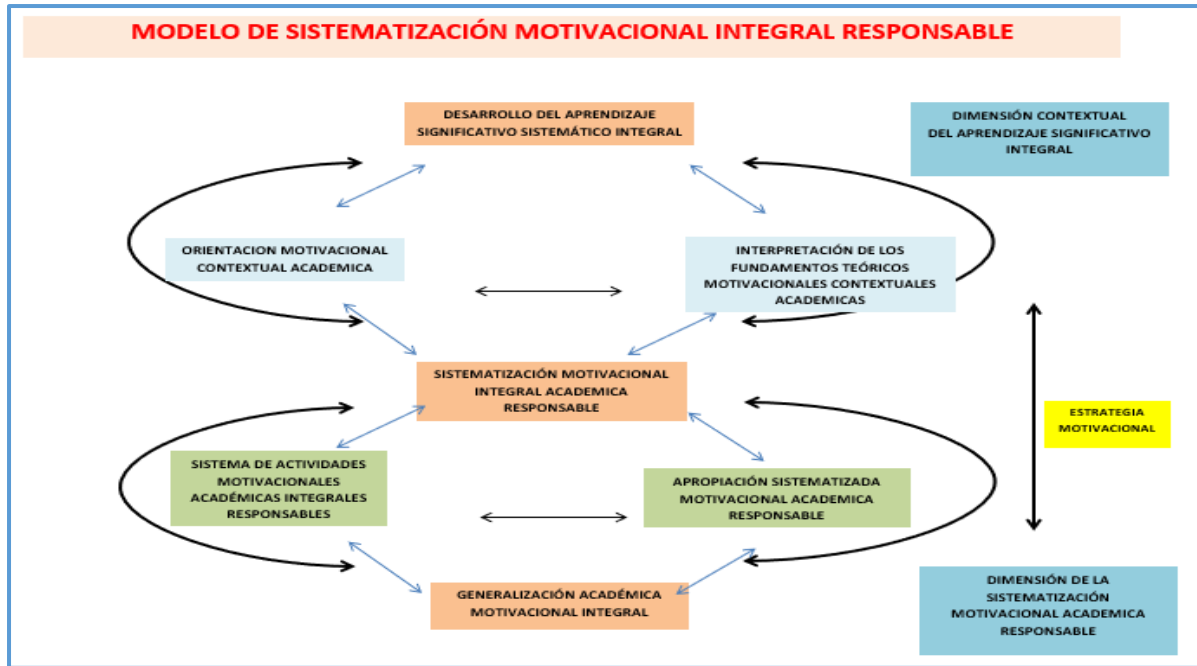 MODELO DE SISTEMATIZACIÓN MOTIVACIONAL INTEGRAL RESPONSABLE
DESARROLLO DEL APRENDIZAJE
SIGNIFICATIVO SISTEMÁTICO INTEGRAL
DIMENSIÓN CONTEXTUAL
DEL APRENDIZAJE SIGNIFICATIVO
INTEGRAL
ORIENTACION MOTIVACIONAL
CONTEXTUAL ACADEMICA
INTERPRETACIÓN DE LOS
FUNDAMENTOS TEÓRICOS
MOTIVACIONALES CONTEXTUALES
ACADEMICAS
SISTEMATIZACIÓN MOTIVACIONAL
INTEGRAL ACADEMICA
RESPONSABLE
ESTRATEGIA
MOTIVACIONAL
SISTEMA DE ACTIVIDADES
MOTIVACIONALES
ACADÉMICAS INTEGRALES
RESPONSABLES
APROPIACIÓN SISTEMATIZADA
MOTIVACIONAL ACADEMICA
RESPONSABLE
GENERALIZACIÓN ACADÉMICA
MOTIVACIONAL INTEGRAL
DIMENSIÓN DE LA
SISTEMATIZACIÓN
MOTIVACIONAL ACADEMICA
RESPONSABLE